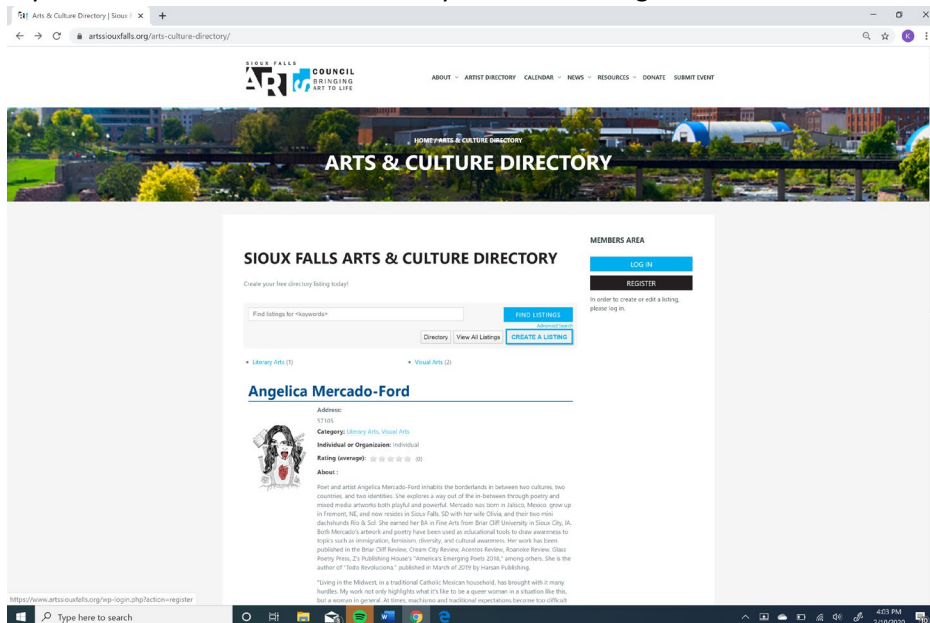 Arts & Culture Directory | Sioux F
artssiouxfalls.org/arts-culture-directory/
K
SIOUX FALLS
ARTS COUNCIL
BRINGING
ART TO LIFE
ABOUT ARTIST DIRECTORY CALENDAR NEWS RESOURCES DONATE SUBMIT EVENT
HOME / ARTS & CULTURE DIRECTORY
ARTS & CULTURE DIRECTORY
MEMBERS AREA
SIOUX FALLS ARTS & CULTURE DIRECTORY
LOG IN
Create your free directory listing today!
REGISTER
In order to create or edit a listing,
please log in.
Find listings for <keywords>
FIND LISTINGS
Advanced Search
Directory View All Listings CREATE A LISTING
Literary Arts (1) Visual Arts (2)
Angelica Mercado-Ford
Address:
57105
Category: Literary Arts, Visual Arts
Individual or Organizaion: Individual
Rating (average): (0)
About :
Poet and artist Angelica Mercado-Ford inhabits the borderlands in between two cultures, two
countries, and two identities. She explores a way out of the in-between through poetry and
mixed media artworks both playful and powerful. Mercado was born in Jalisco, Mexico, grew up
in Fremont, NE, and now resides in Sioux Falls, SD with her wife Olivia, and their two mini
dachshunds Rio & Sol. She earned her BA in Fine Arts from Briar Cliff University in Sioux City, IA.
Both Mercado's artwork and poetry have been used as educational tools to draw awareness to
topics such as immigration, feminism, diversity, and cultural awareness. Her work has been
published in the Briar Cliff Review, Cream City Review, Acentos Review, Roanoke Review, Glass
Poetry Press, Z's Publishing House's "America's Emerging Poets 2018," among others. She is the
author of "Todo Revoluciona," published in March of 2019 by Harsan Publishing.
"Living in the Midwest, in a traditional Catholic Mexican household, has brought with it many
hurdles. My work not only highlights what it's like to be a queer woman in a situation like this,
but a woman in general. At times, machismo and traditional expectations become too difficult
https://www.artssiouxfalls.org/wp-login.php?action=register
Type here to search
4:03 PM
2/10/2020